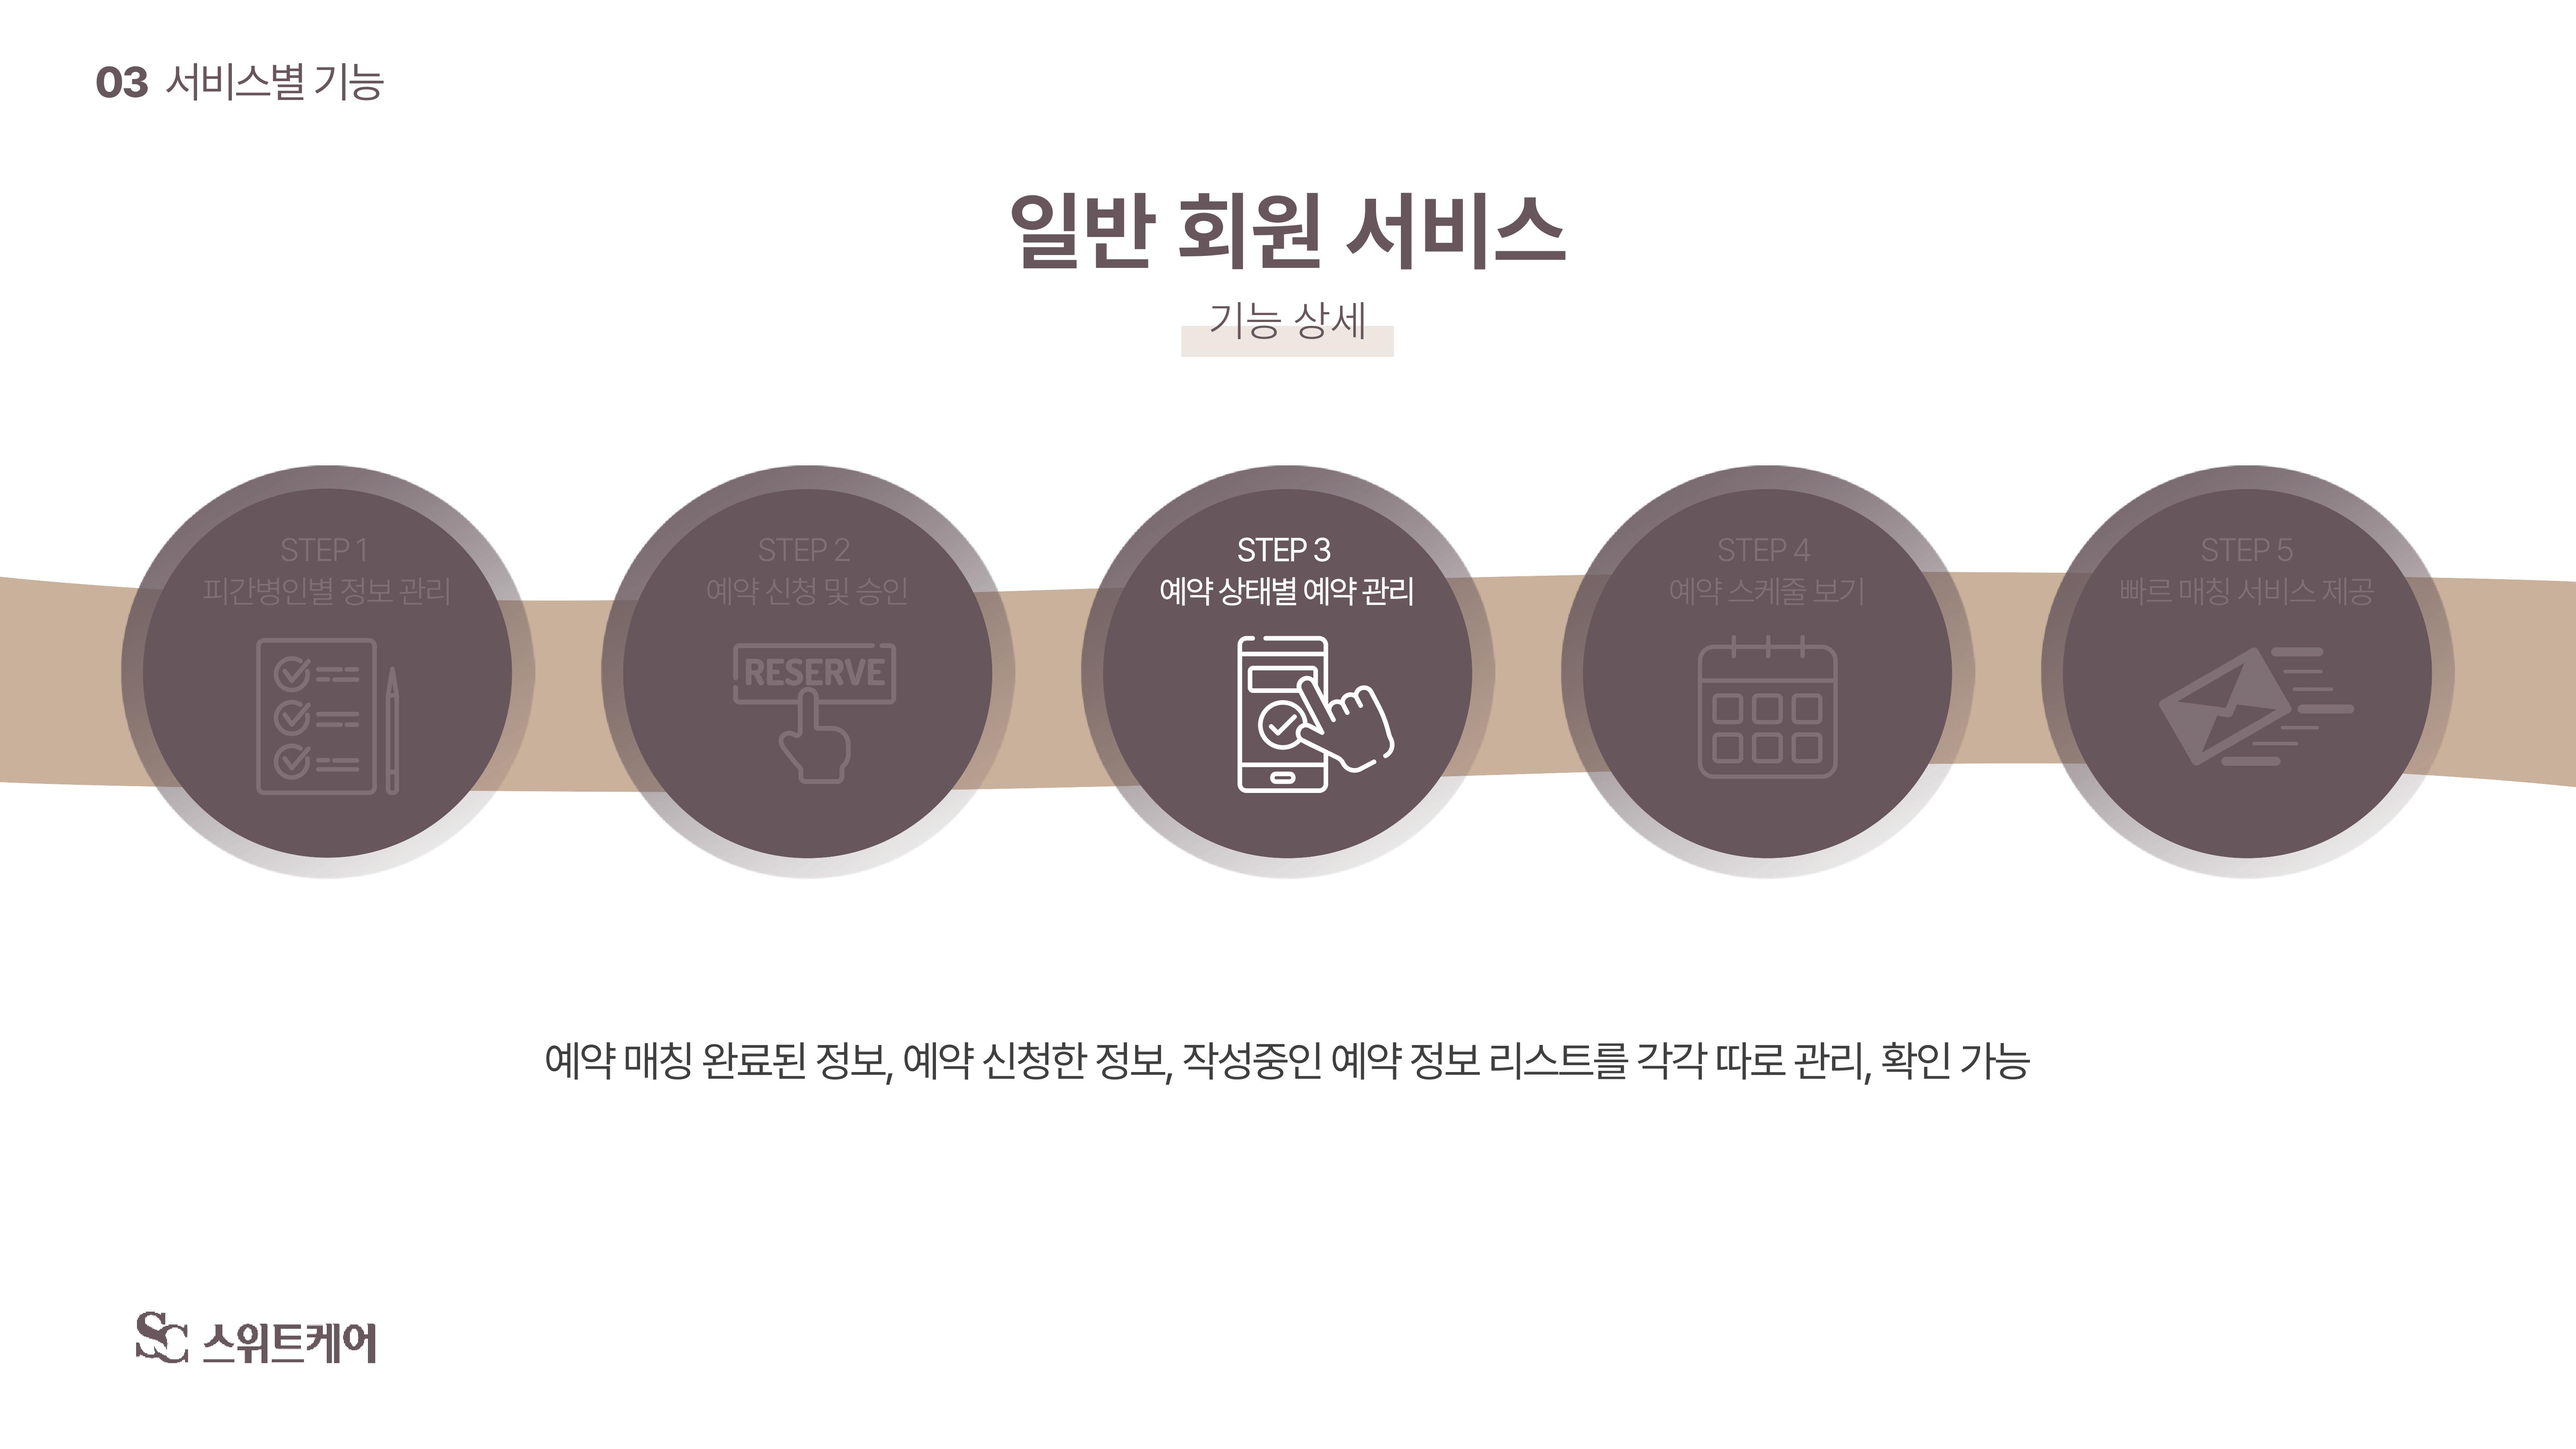 03 서비스별 기능
일반 회원 서비스
기능 상세
STEP 1
피간병인별 정보 관리
STEP 2
예약 신청 및 승인
RESERVE
STEP 3
예약 상태별 예약 관리
STEP 4
예약 스케줄 보기
STEP 5
빠르 매칭 서비스 제공
예약 매칭 완료된 정보, 예약 신청한 정보, 작성중인 예약 정보 리스트를 각각 따로 관리, 확인 가능
SC 스위트케어